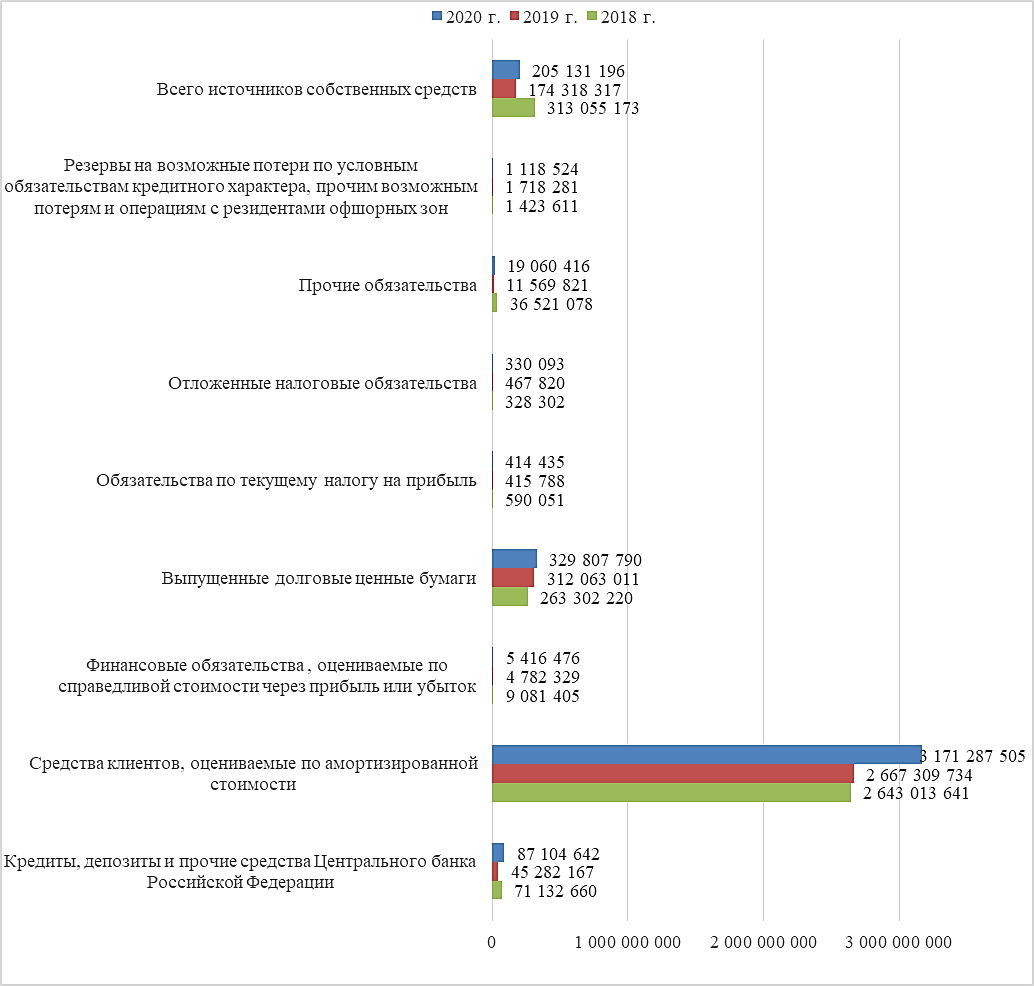 2020 г. 2019 г. 2018 г.
Всего источников собственных средств
205 131 196
174 318 317
313 055 173
Резервы на возможные потери по условным
обязательствам кредитного характера, прочим возможным
потерям и операциям с резидентами офшорных зон
1 118 524
1 718 281
1 423 611
Прочие обязательства
19 060 416
11 569 821
36 521 078
Отложенные налоговые обязательства
330 093
467 820
328 302
Обязательства по текущему налогу на прибыль
414 435
415 788
590 051
Выпущенные долговые ценные бумаги
329 807 790
312 063 011
263 302 220
Финансовые обязательства , оцениваемые по
справедливой стоимости через прибыль или убыток
5 416 476
4 782 329
9 081 405
Средства клиентов, оцениваемые по амортизированной
стоимости
3 171 287 505
2 667 309 734
2 643 013 641
Кредиты, депозиты и прочие средства Центрального банка
Российской Федерации
87 104 642
45 282 167
71 132 660
0 1 000 000 000 2 000 000 000 3 000 000 000